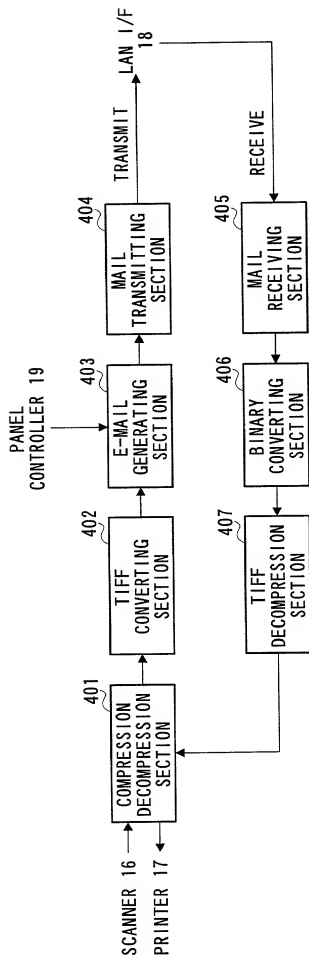 SCANNER 16
PRINTER 17
401
COMPRESSION
DECOMPRESSION
SECTION
402
TIFF
CONVERTING
SECTION
PANEL
CONTROLLER 19
403
E-MAIL
GENERATING
SECTION
404
MAIL
TRANSMITTING
SECTION
TRANSMIT
LAN I/F
18
RECEIVE
405
MAIL
RECEIVING
SECTION
406
BINARY
CONVERTING
SECTION
407
TIFF
DECOMPRESSION
SECTION